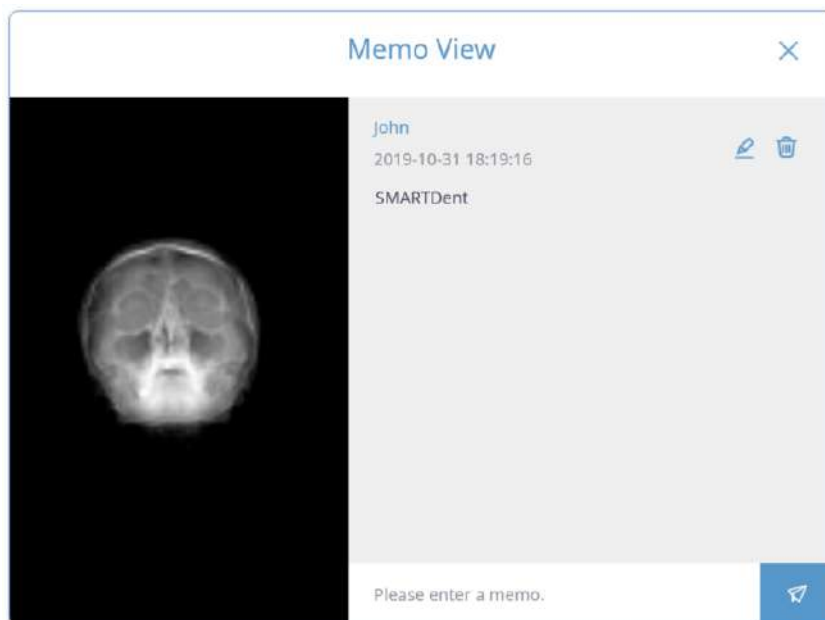 Memo View
John
2019-10-31 18:19:16
SMARTDent
Please enter a memo.